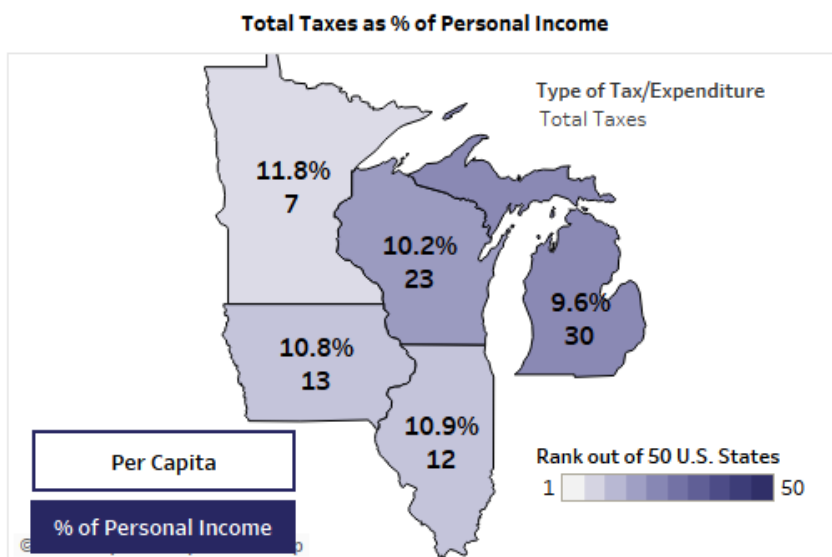 Total Taxes as % of Personal Income
Type of Tax/Expenditure
Total Taxes
11.8%
7
10.2%
23
9.6%
30
10.8%
13
10.9%
12
Per Capita
% of Personal Income
Rank out of 50 U.S. States
1
50
©